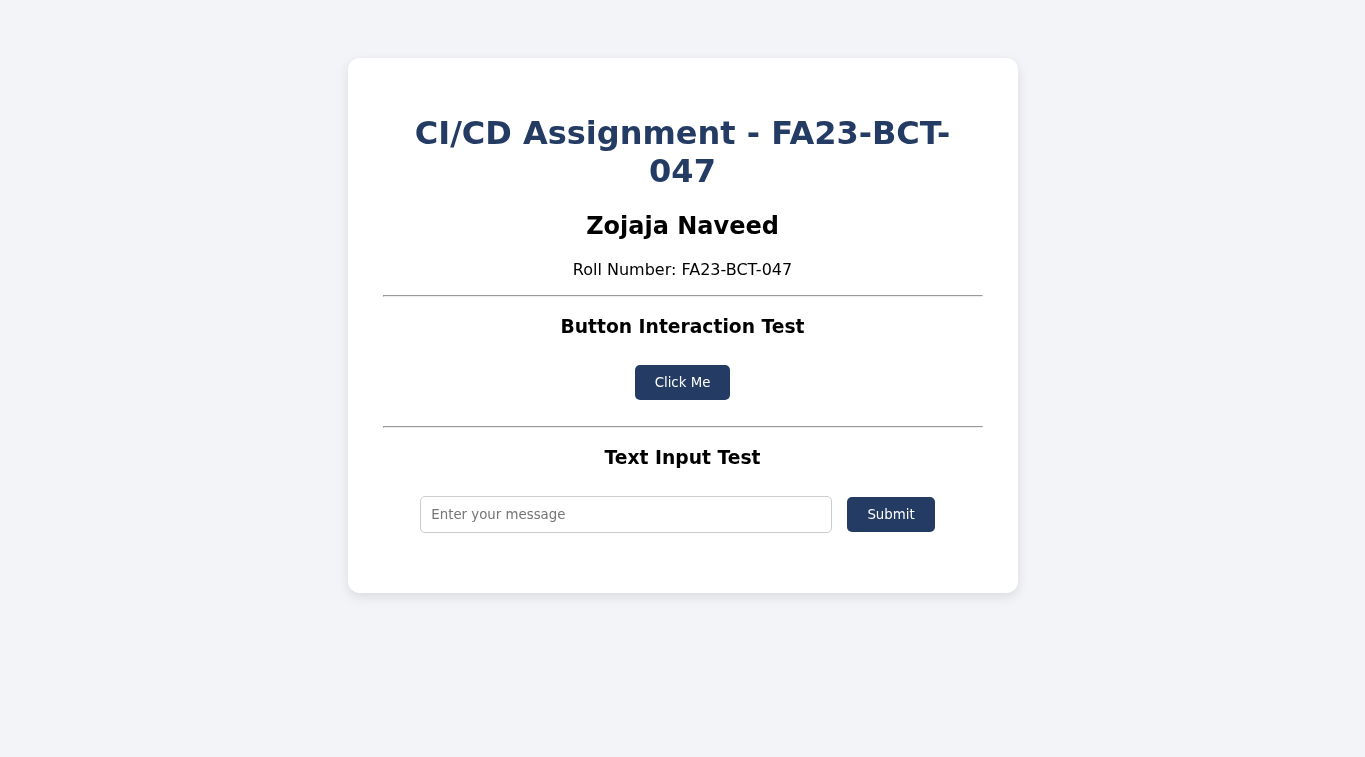 CI/CD Assignment - FA23-BCT-
047
Zojaja Naveed
Roll Number: FA23-BCT-047
Button Interaction Test
Click Me
Text Input Test
Enter your message
Submit